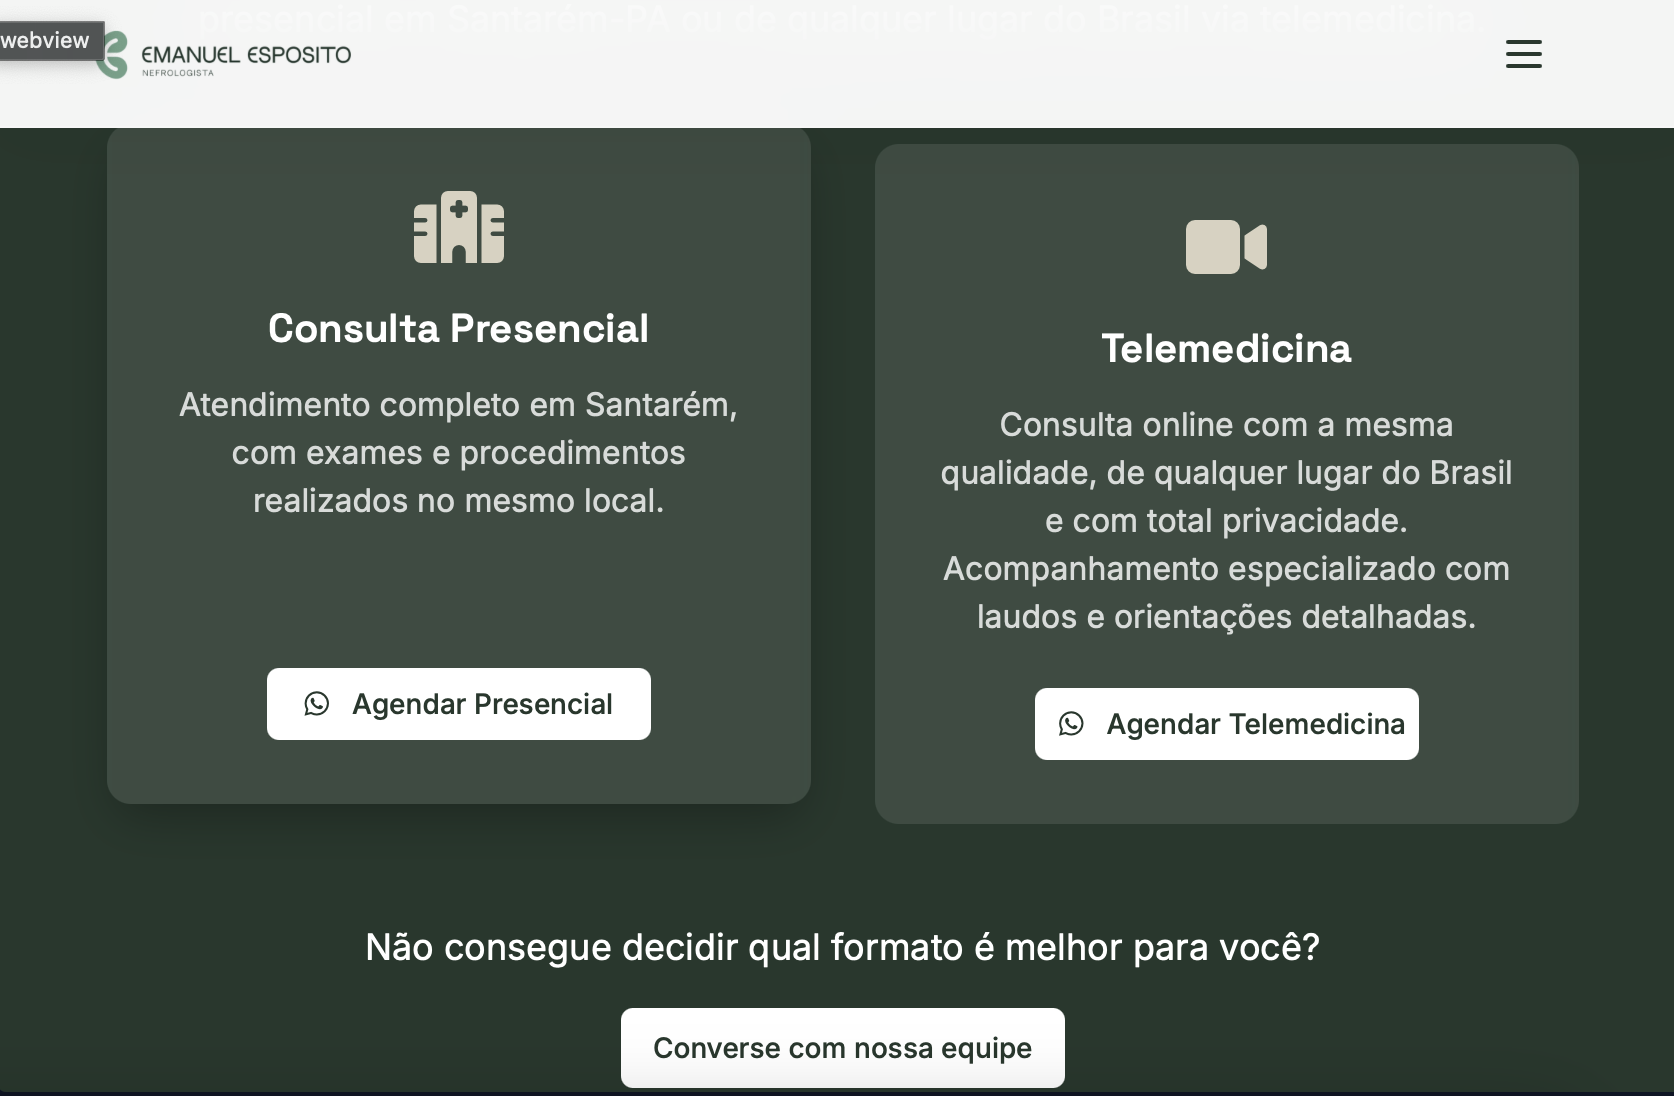 presencial em Santarém-PA ou de qualquer lugar do Brasil via telemedicina.
webview
EMANUEL ESPOSITO
NEFROLOGISTA
Consulta Presencial
Atendimento completo em Santarém,
com exames e procedimentos
realizados no mesmo local.
Agendar Presencial
Telemedicina
Consulta online com a mesma
qualidade, de qualquer lugar do Brasil
e com total privacidade.
Acompanhamento especializado com
laudos e orientações detalhadas.
Agendar Telemedicina
Não consegue decidir qual formato é melhor para você?
Converse com nossa equipe